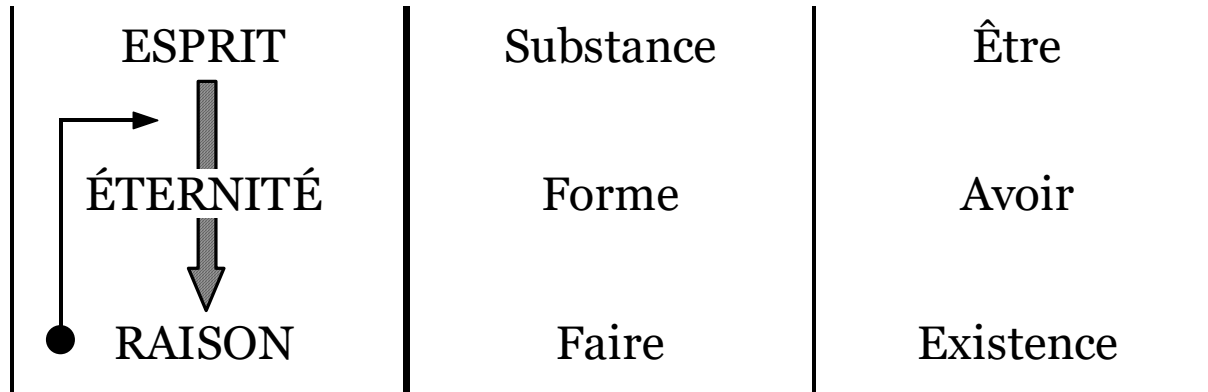 ESPRIT Substance Être
ÉTERNITÉ Forme Avoir
RAISON Faire Existence